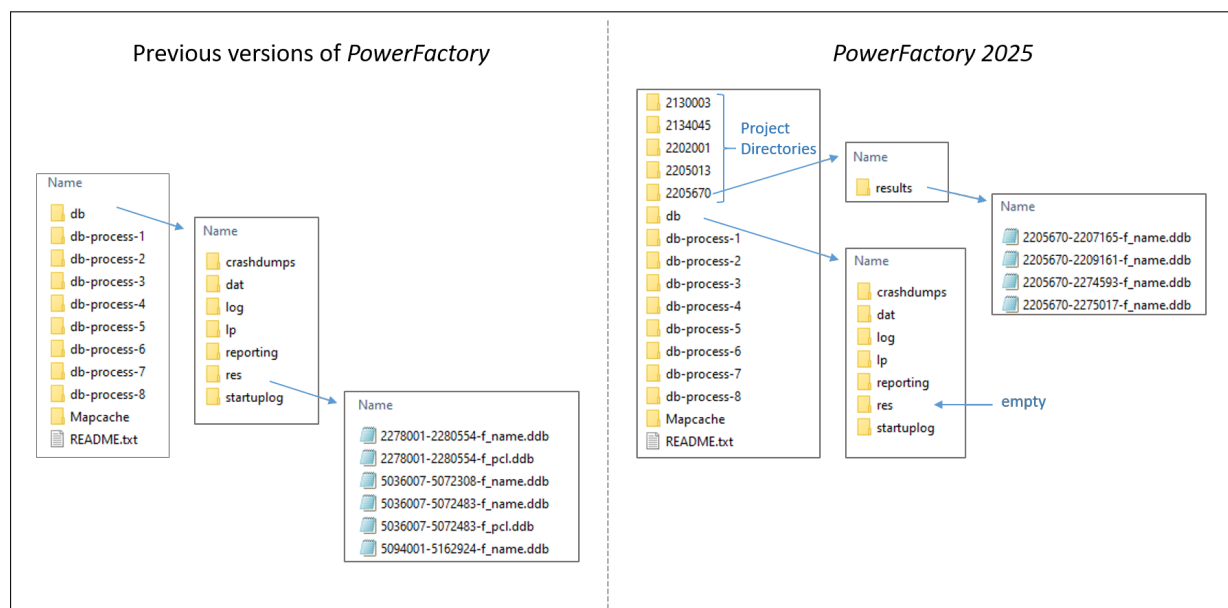 Previous versions of PowerFactory
Name
db
db-process-1
db-process-2
db-process-3
db-process-4
db-process-5
db-process-6
db-process-7
db-process-8
Mapcache
README.txt
Name
crashdumps
dat
log
lp
reporting
res
startuplog
Name
2278001-2280554-f_name.ddb
2278001-2280554-f_pcl.ddb
5036007-5072308-f_name.ddb
5036007-5072483-f_name.ddb
5036007-5072483-f_pcl.ddb
5094001-5162924-f_name.ddb
PowerFactory 2025
2130003
2134045
2202001
2205013
2205670
db
db-process-1
db-process-2
db-process-3
db-process-4
db-process-5
db-process-6
db-process-7
db-process-8
Mapcache
README.txt
Project
Directories
Name
results
Name
2205670-2207165-f_name.ddb
2205670-2209161-f_name.ddb
2205670-2274593-f_name.ddb
2205670-2275017-f_name.ddb
Name
crashdumps
dat
log
lp
reporting
res
startuplog
empty